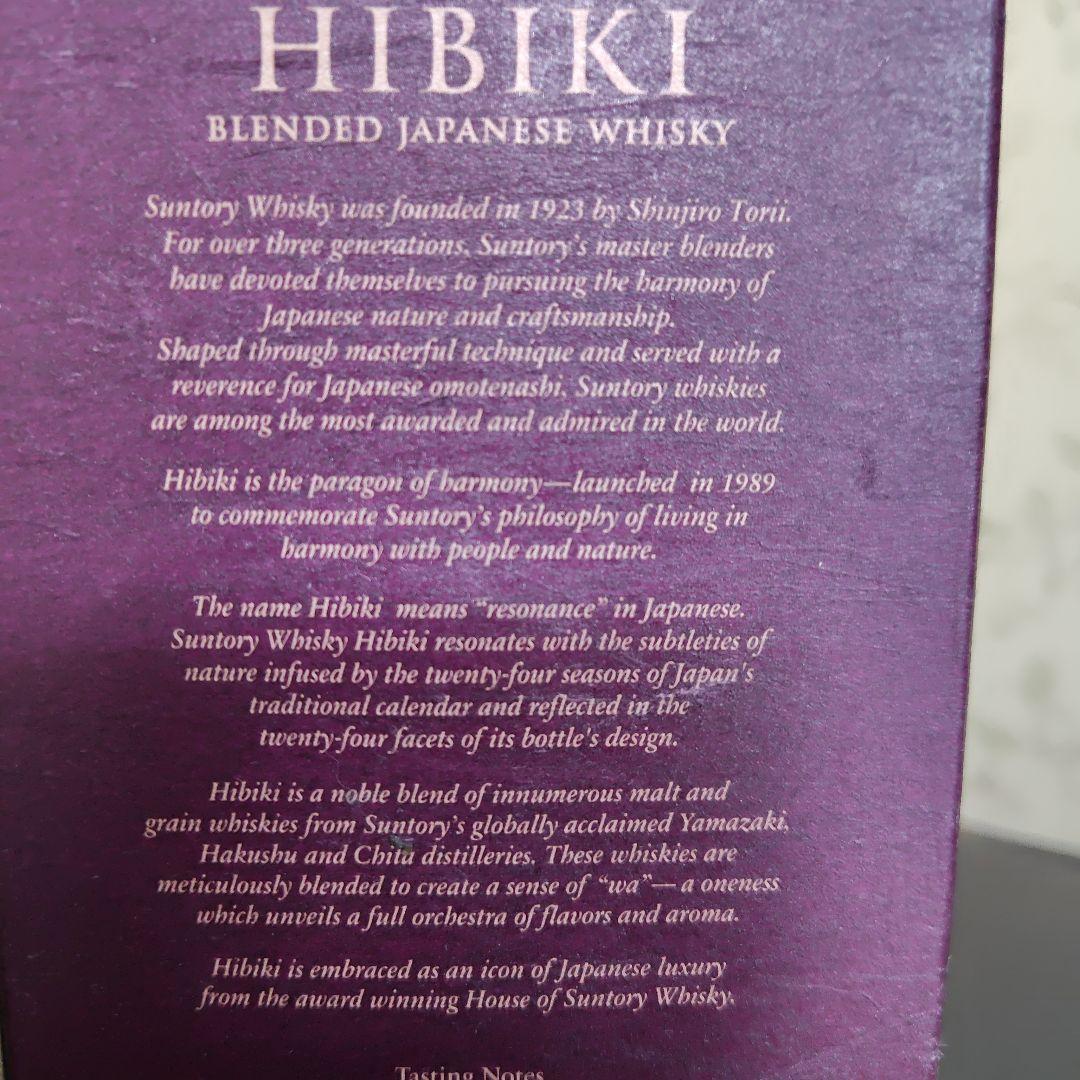 HIBIKI
BLENDED JAPANESE WHISKY
Suntory Whisky was founded in 1923 by Shinjiro Torii.
For over three generations, Suntory's master blenders
have devoted themselves to pursuing the harmony of
Japanese nature and craftsmanship.
Shaped through masterful technique and served with a
reverence for Japanese omotenashi, Suntory whiskies
are among the most awarded and admired in the world.
Hibiki is the paragon of harmony—launched in 1989
to commemorate Suntory's philosophy of living in
harmony with people and nature.
The name Hibiki means "resonance" in Japanese.
Suntory Whisky Hibiki resonates with the subtleties of
nature infused by the twenty-four seasons of Japan's
traditional calendar and reflected in the
twenty-four facets of its bottle's design.
Hibiki is a noble blend of innumerous malt and
grain whiskies from Suntory's globally acclaimed Yamazaki,
Hakushu and Chita distilleries. These whiskies are
meticulously blended to create a sense of "wa"— a oneness
which unveils a full orchestra of flavors and aroma.
Hibiki is embraced as an icon of Japanese luxury
from the award winning House of Suntory Whisky.
Tasting Notes